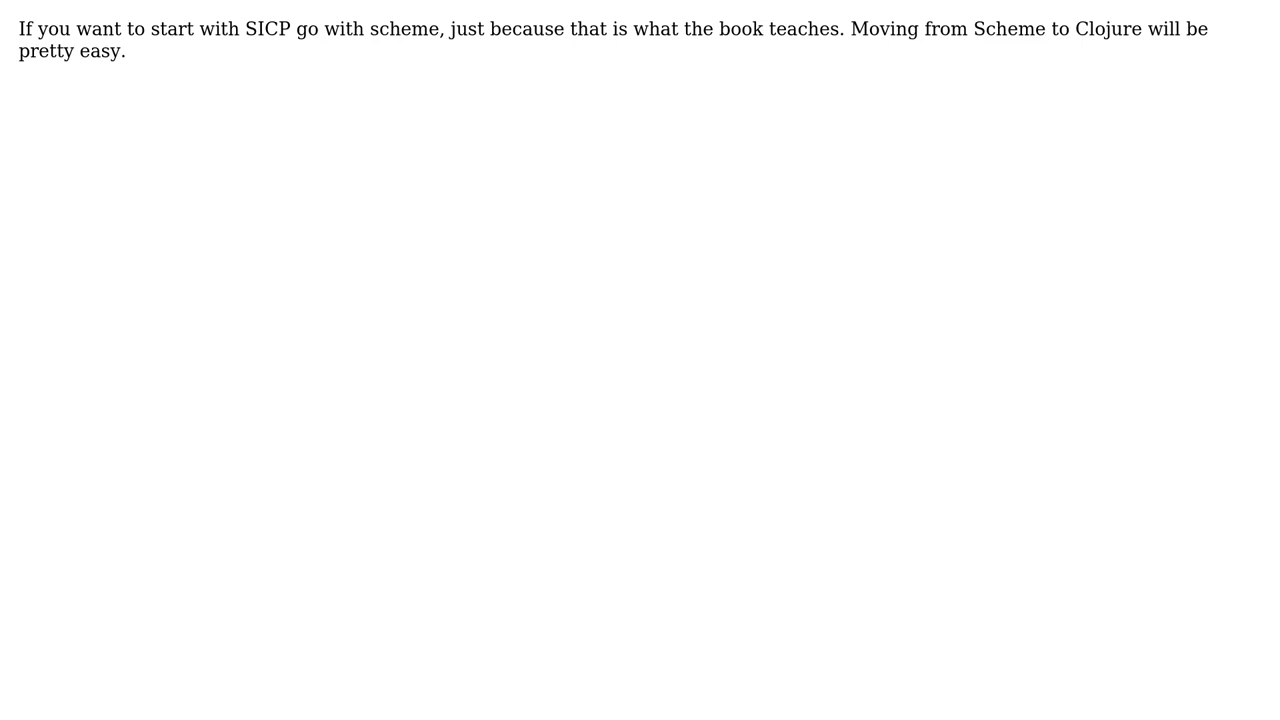 If you want to start with SICP go with scheme, just because that is what the book teaches. Moving from Scheme to Clojure will be
pretty easy.